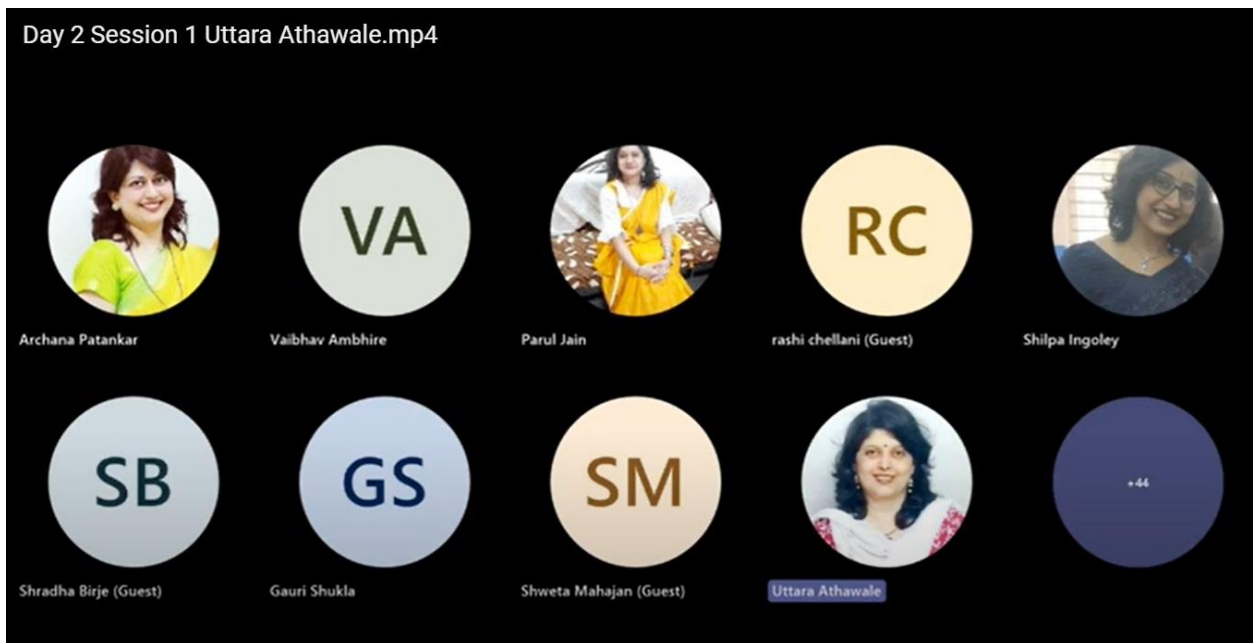 Day 2 Session 1 Uttara Athawale.mp4
VA
RC
Archana Patankar
Vaibhav Ambhire
Parul Jain
rashi chellani (Guest)
Shilpa Ingoley
SB
GS
SM
+44
Shradha Birje (Guest)
Gauri Shukla
Shweta Mahajan (Guest)
Uttara Athawale